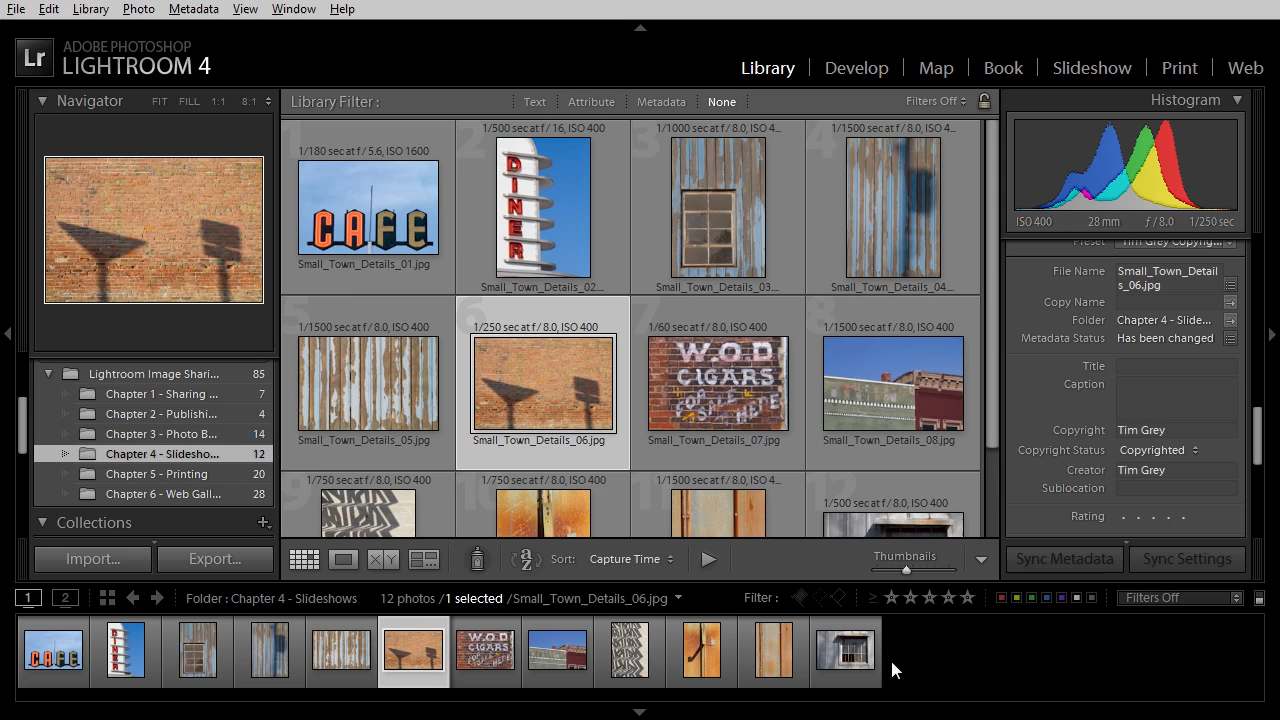 File Edit Library Photo Metadata View Window Help
Lr ADOBE PHOTOSHOP
LIGHTROOM 4
Library | Develop | Map | Book | Slideshow | Print | Web
Navigator FIT FILL 1:1 8:1
Library Filter : Text Attribute Metadata None Filters Off
Histogram
ISO 400 28 mm ƒ / 8.0 1/250 sec
1/180 sec at f / 5.6, ISO 1600
CAFE
Small_Town_Details_01.jpg
1/500 sec at f / 16, ISO 400
DINER
Small_Town_Details_02...
1/1000 sec at f / 8.0, ISO 4...
Small_Town_Details_03...
1/1500 sec at f / 8.0, ISO 4...
Small_Town_Details_04...
1/1500 sec at f / 8.0, ISO 400
Small_Town_Details_05.jpg
1/250 sec at f / 8.0, ISO 400
Small_Town_Details_06.jpg
1/60 sec at f / 8.0, ISO 400
W.O.D
CIGARS
FOR SALE HERE
Small_Town_Details_07.jpg
1/1500 sec at f / 8.0, ISO 400
Small_Town_Details_08.jpg
1/750 sec at f / 8.0, ISO 400
1/750 sec at f / 8.0, ISO 400
1/1500 sec at f / 8.0, ISO 4...
1/500 sec at f / 8.0, ISO 400
Lightroom Image Shari... 85
Chapter 1 - Sharing ... 7
Chapter 2 - Publishi... 4
Chapter 3 - Photo B... 14
Chapter 4 - Slidesho... 12
Chapter 5 - Printing 20
Chapter 6 - Web Gall... 28
Collections
Import... Export...
Preset Tim Grey Copyrig...
File Name Small_Town_Detail
s_06.jpg
Copy Name
Folder Chapter 4 - Slide...
Metadata Status Has been changed
Title
Caption
Copyright Tim Grey
Copyright Status Copyrighted
Creator Tim Grey
Sublocation
Rating
Sync Metadata Sync Settings
XY Sort: Capture Time Thumbnails
1 2 Folder : Chapter 4 - Slideshows 12 photos / 1 selected / Small_Town_Details_06.jpg Filter : Filters Off